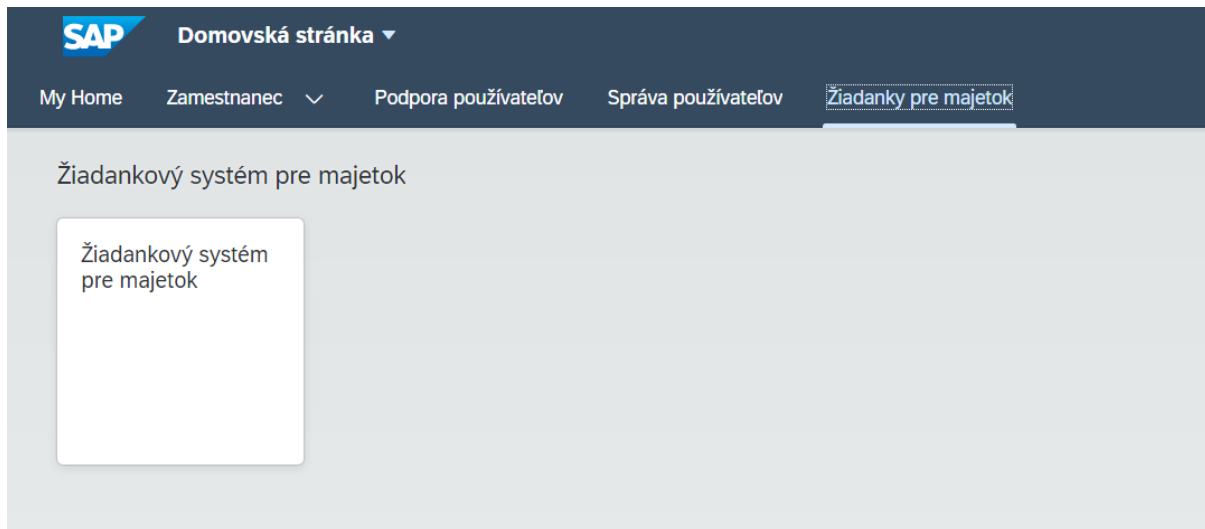 SAP Domovská stránka
My Home Zamestnanec Podpora používateľov Správa používateľov Žiadanky pre majetok
Žiadankový systém pre majetok
Žiadankový systém
pre majetok